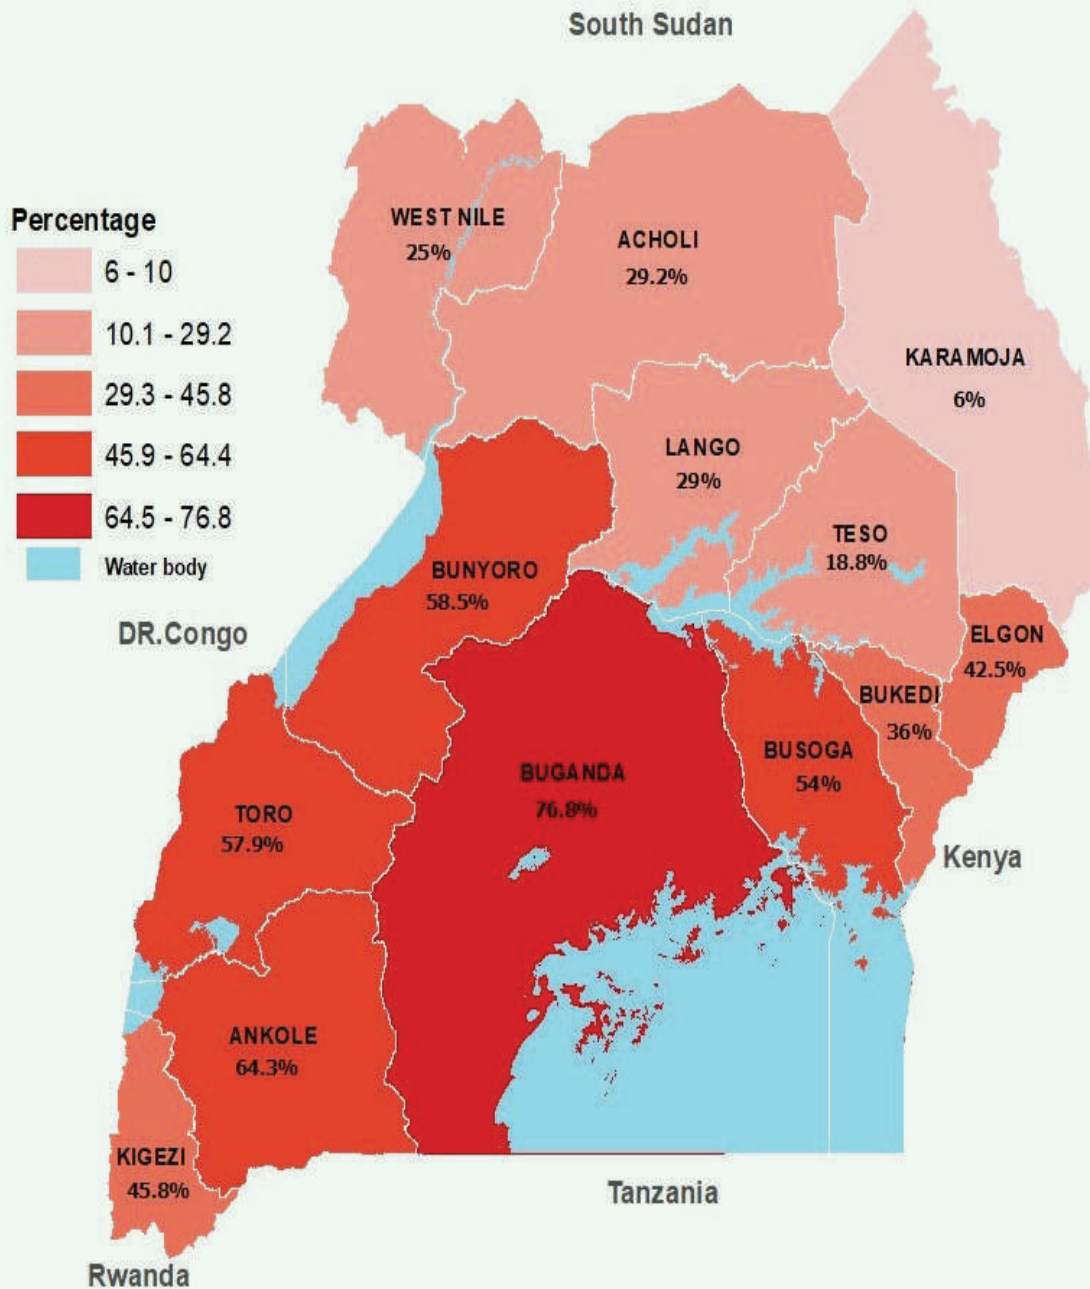 South Sudan
Percentage
6 - 10
10.1 - 29.2
29.3 - 45.8
45.9 - 64.4
64.5 - 76.8
Water body
WEST NILE
25%
ACHOLI
29.2%
KARAMOJA
6%
LANGO
29%
TESO
18.8%
BUNYORO
58.5%
DR.Congo
ELGON
42.5%
BUKEDI
36%
BUSOGA
54%
BUGANDA
76.8%
TORO
57.9%
Kenya
ANKOLE
64.3%
KIGEZI
45.8%
Tanzania
Rwanda